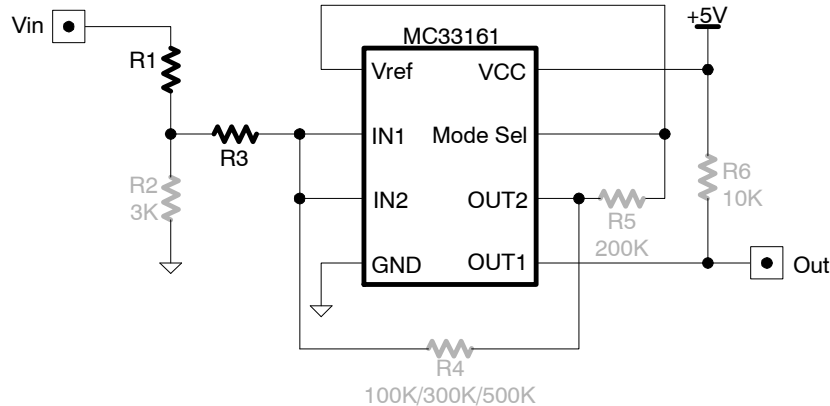 Vin
+5V
MC33161
R1
Vref
VCC
IN1
Mode Sel
R3
R2
3K
R6
10K
IN2
OUT2
R5
200K
GND
OUT1
Out
R4
100K/300K/500K